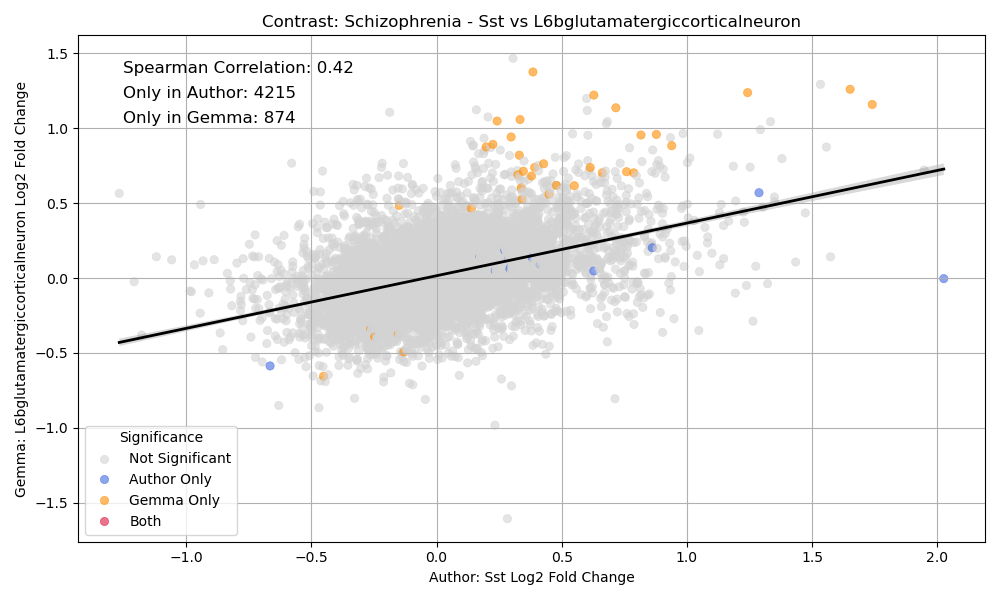 Contrast: Schizophrenia - Sst vs L6bglutamatergiccorticalneuron
Gemma: L6bglutamatergiccorticalneuron Log2 Fold Change
1.5
1.0
0.5
0.0
−0.5
−1.0
−1.5
Spearman Correlation: 0.42
Only in Author: 4215
Only in Gemma: 874
Significance
Not Significant
Author Only
Gemma Only
Both
−1.0 −0.5 0.0 0.5 1.0 1.5 2.0
Author: Sst Log2 Fold Change